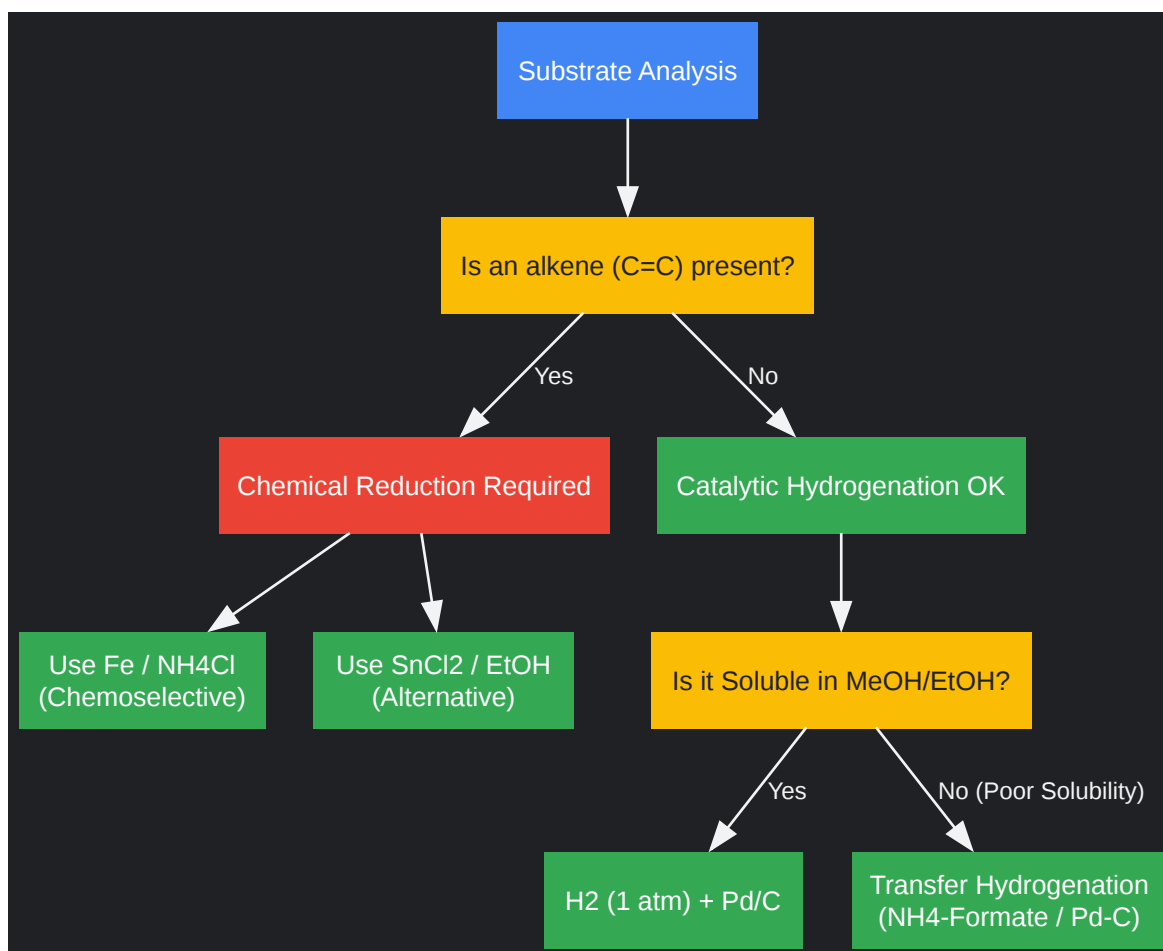 Substrate Analysis
Is an alkene (C=C) present?
Yes
No
Chemical Reduction Required
Catalytic Hydrogenation OK
Use Fe / NH4Cl
(Chemoselective)
Use SnCl2 / EtOH
(Alternative)
Is it Soluble in MeOH/EtOH?
Yes
No (Poor Solubility)
H2 (1 atm) + Pd/C
Transfer Hydrogenation
(NH4-Formate / Pd-C)